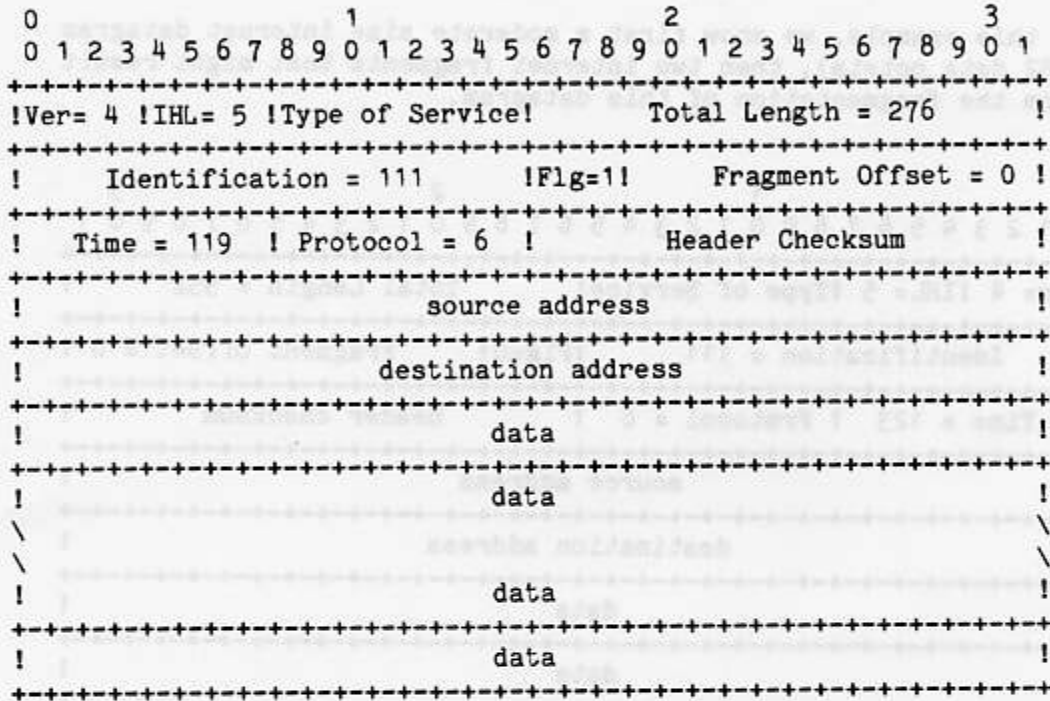 0                   1                   2                   3
0 1 2 3 4 5 6 7 8 9 0 1 2 3 4 5 6 7 8 9 0 1 2 3 4 5 6 7 8 9 0 1
+-+-+-+-+-+-+-+-+-+-+-+-+-+-+-+-+-+-+-+-+-+-+-+-+-+-+-+-+-+-+-+-+
!Ver= 4 !IHL= 5 !Type of Service!        Total Length = 276       !
+-+-+-+-+-+-+-+-+-+-+-+-+-+-+-+-+-+-+-+-+-+-+-+-+-+-+-+-+-+-+-+-+
!     Identification = 111      !Flg=1!     Fragment Offset = 0 !
+-+-+-+-+-+-+-+-+-+-+-+-+-+-+-+-+-+-+-+-+-+-+-+-+-+-+-+-+-+-+-+-+
!   Time = 119  ! Protocol = 6  !        Header Checksum        !
+-+-+-+-+-+-+-+-+-+-+-+-+-+-+-+-+-+-+-+-+-+-+-+-+-+-+-+-+-+-+-+-+
!                         source address                        !
+-+-+-+-+-+-+-+-+-+-+-+-+-+-+-+-+-+-+-+-+-+-+-+-+-+-+-+-+-+-+-+-+
!                      destination address                      !
+-+-+-+-+-+-+-+-+-+-+-+-+-+-+-+-+-+-+-+-+-+-+-+-+-+-+-+-+-+-+-+-+
!                             data                              !
+-+-+-+-+-+-+-+-+-+-+-+-+-+-+-+-+-+-+-+-+-+-+-+-+-+-+-+-+-+-+-+-+
!                             data                              !
\                                                               \
\                                                               \
!                             data                              !
+-+-+-+-+-+-+-+-+-+-+-+-+-+-+-+-+-+-+-+-+-+-+-+-+-+-+-+-+-+-+-+-+
!                             data                              !
+-+-+-+-+-+-+-+-+-+-+-+-+-+-+-+-+-+-+-+-+-+-+-+-+-+-+-+-+-+-+-+-+